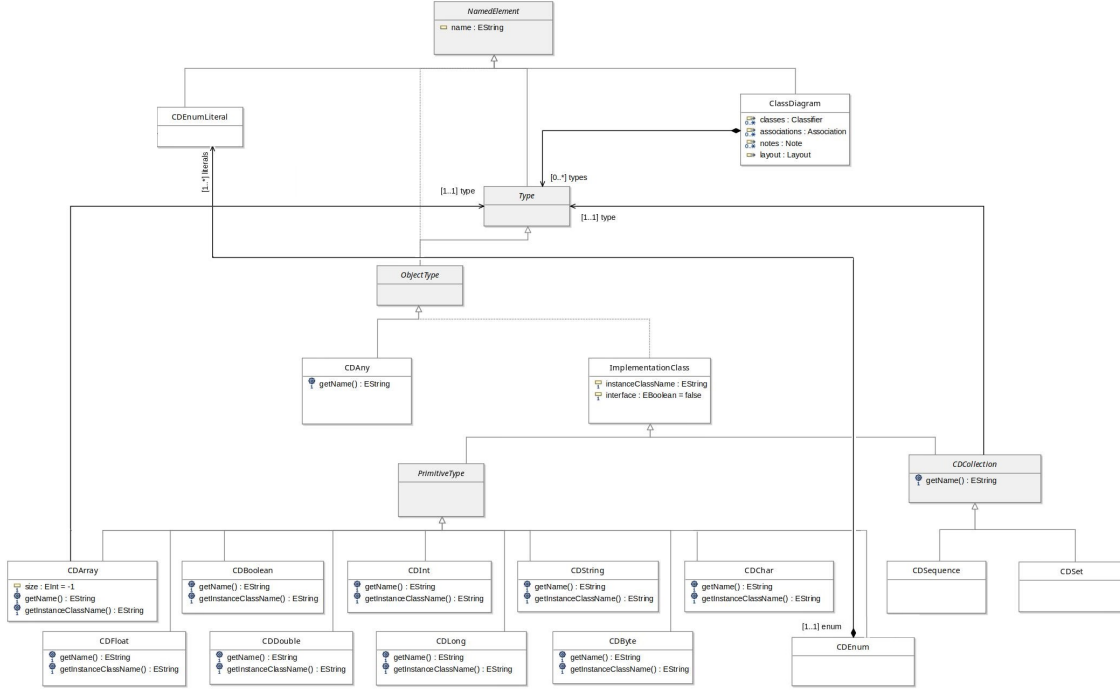 NamedElement
name : EString
CDEnumLiteral
ClassDiagram
classes : Classifier
associations : Association
notes : Note
layout : Layout
[1..*] literals
[0..*] types
[1..1] type
Type
[1..1] type
ObjectType
CDAny
getName() : EString
ImplementationClass
instanceClassName : EString
interface : EBoolean = false
PrimitiveType
CDCollection
getName() : EString
CDArray
size : EInt = -1
getName() : EString
getInstanceClassName() : EString
CDBoolean
getName() : EString
getInstanceClassName() : EString
CDInt
getName() : EString
getInstanceClassName() : EString
CDString
getName() : EString
getInstanceClassName() : EString
CDChar
getName() : EString
getInstanceClassName() : EString
CDSequence
CDSet
CDFloat
getName() : EString
getInstanceClassName() : EString
CDDouble
getName() : EString
getInstanceClassName() : EString
CDLong
getName() : EString
getInstanceClassName() : EString
CDByte
getName() : EString
getInstanceClassName() : EString
[1..1] enum
CDEnum